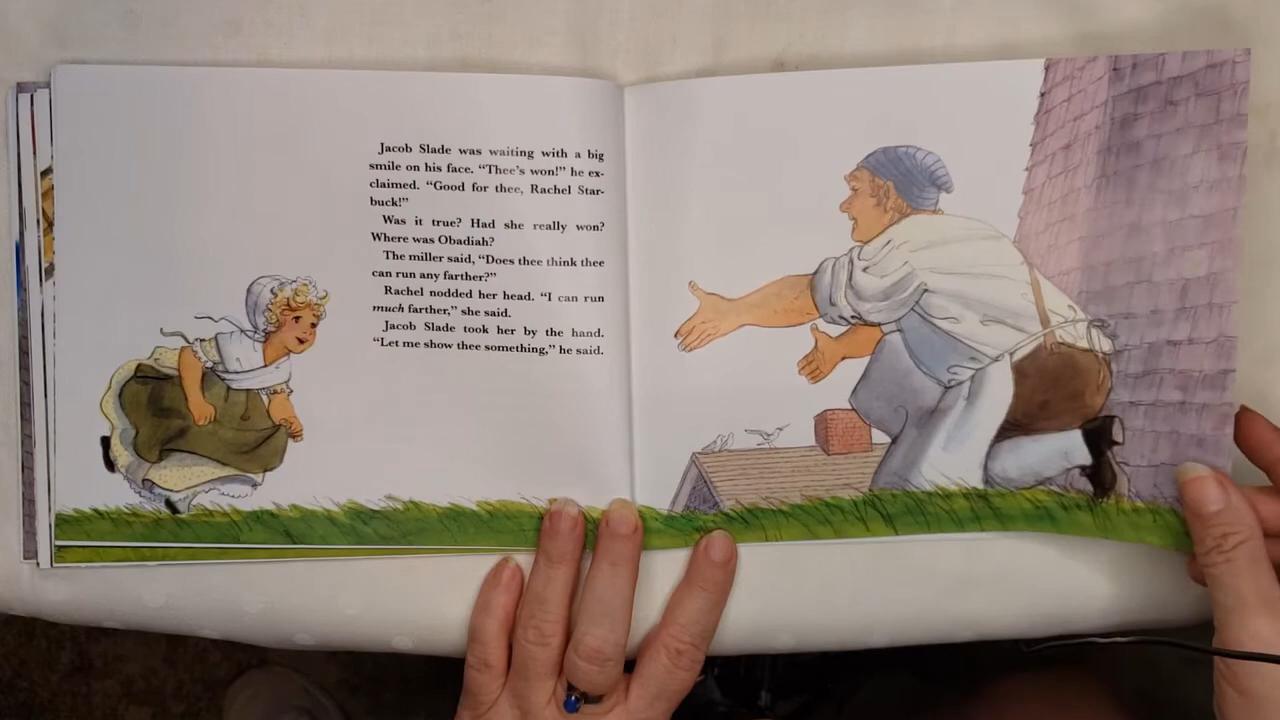 Jacob Slade was waiting with a big
smile on his face. “Thee’s won!” he ex-
claimed. “Good for thee, Rachel Star-
buck!”
Was it true? Had she really won?
Where was Obadiah?
The miller said, “Does thee think thee
can run any farther?”
Rachel nodded her head. “I can run
much farther,” she said.
Jacob Slade took her by the hand.
“Let me show thee something,” he said.